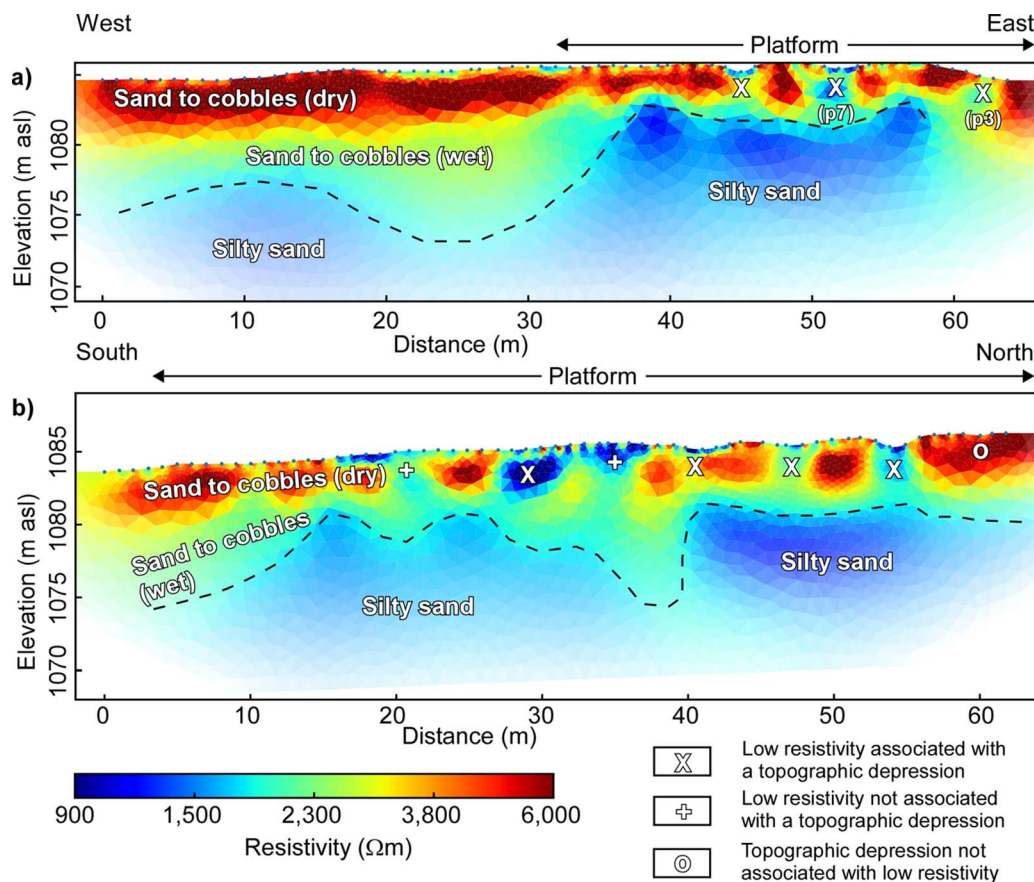 West
East
Platform
a)
Sand to cobbles (dry)
X
X
X
(p7)
(p3)
Sand to cobbles (wet)
Silty sand
Silty sand
Elevation (m asl)
1080
1075
1070
0
10
20
30
40
50
60
Distance (m)
South
North
Platform
b)
Sand to cobbles (dry)
Sand to cobbles
(wet)
Silty sand
Silty sand
Elevation (m asl)
1085
1080
1075
1070
0
10
20
30
40
50
60
Distance (m)
900
1,500
2,300
3,800
6,000
Resistivity (Ωm)
X
Low resistivity associated with
a topographic depression
+
Low resistivity not associated
with a topographic depression
O
Topographic depression not
associated with low resistivity